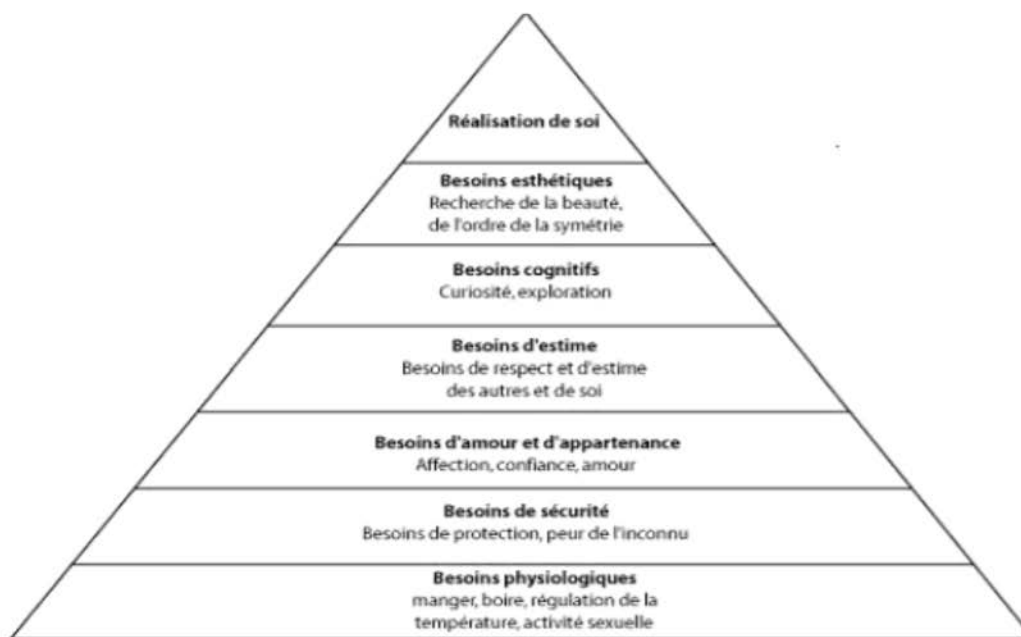 Réalisation de soi
Besoins esthétiques
Recherche de la beauté,
de l'ordre de la symétrie
Besoins cognitifs
Curiosité, exploration
Besoins d'estime
Besoins de respect et d'estime
des autres et de soi
Besoins d'amour et d'appartenance
Affection, confiance, amour
Besoins de sécurité
Besoins de protection, peur de l'inconnu
Besoins physiologiques
manger, boire, régulation de la
température, activité sexuelle